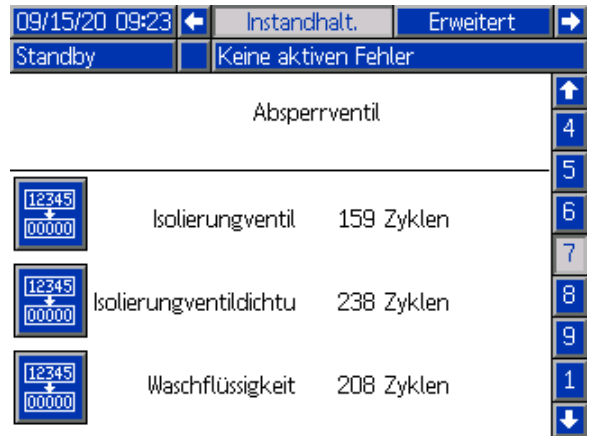 09/15/20 09:23 Instandhalt. Erweitert
Standby Keine aktiven Fehler
Absperrventil
4
5
12345 00000 Isolierungventil 159 Zyklen
6
7
12345 00000 Isolierungventildichtu 238 Zyklen
8
9
12345 00000 Waschflüssigkeit 208 Zyklen
1